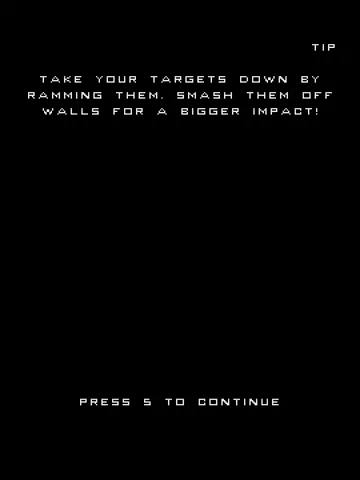 TIP
TAKE YOUR TARGETS DOWN BY
RAMMING THEM. SMASH THEM OFF
WALLS FOR A BIGGER IMPACT!
PRESS 5 TO CONTINUE